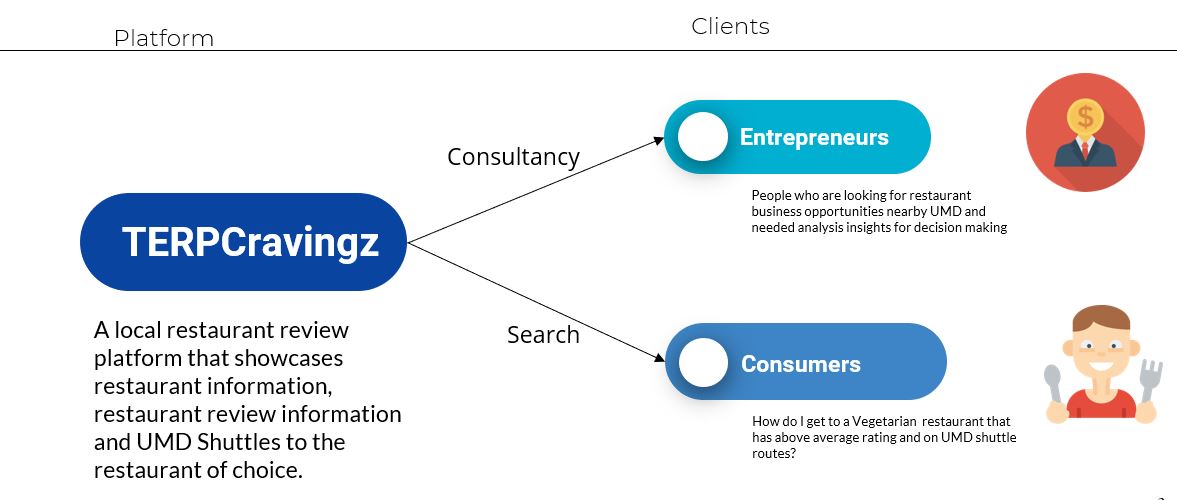 Platform
Clients
Consultancy
Entrepreneurs
$
People who are looking for restaurant
business opportunities nearby UMD and
needed analysis insights for decision making
TERPCravingz
A local restaurant review
platform that showcases
restaurant information,
restaurant review information
and UMD Shuttles to the
restaurant of choice.
Search
Consumers
How do I get to a Vegetarian restaurant that
has above average rating and on UMD shuttle
routes?